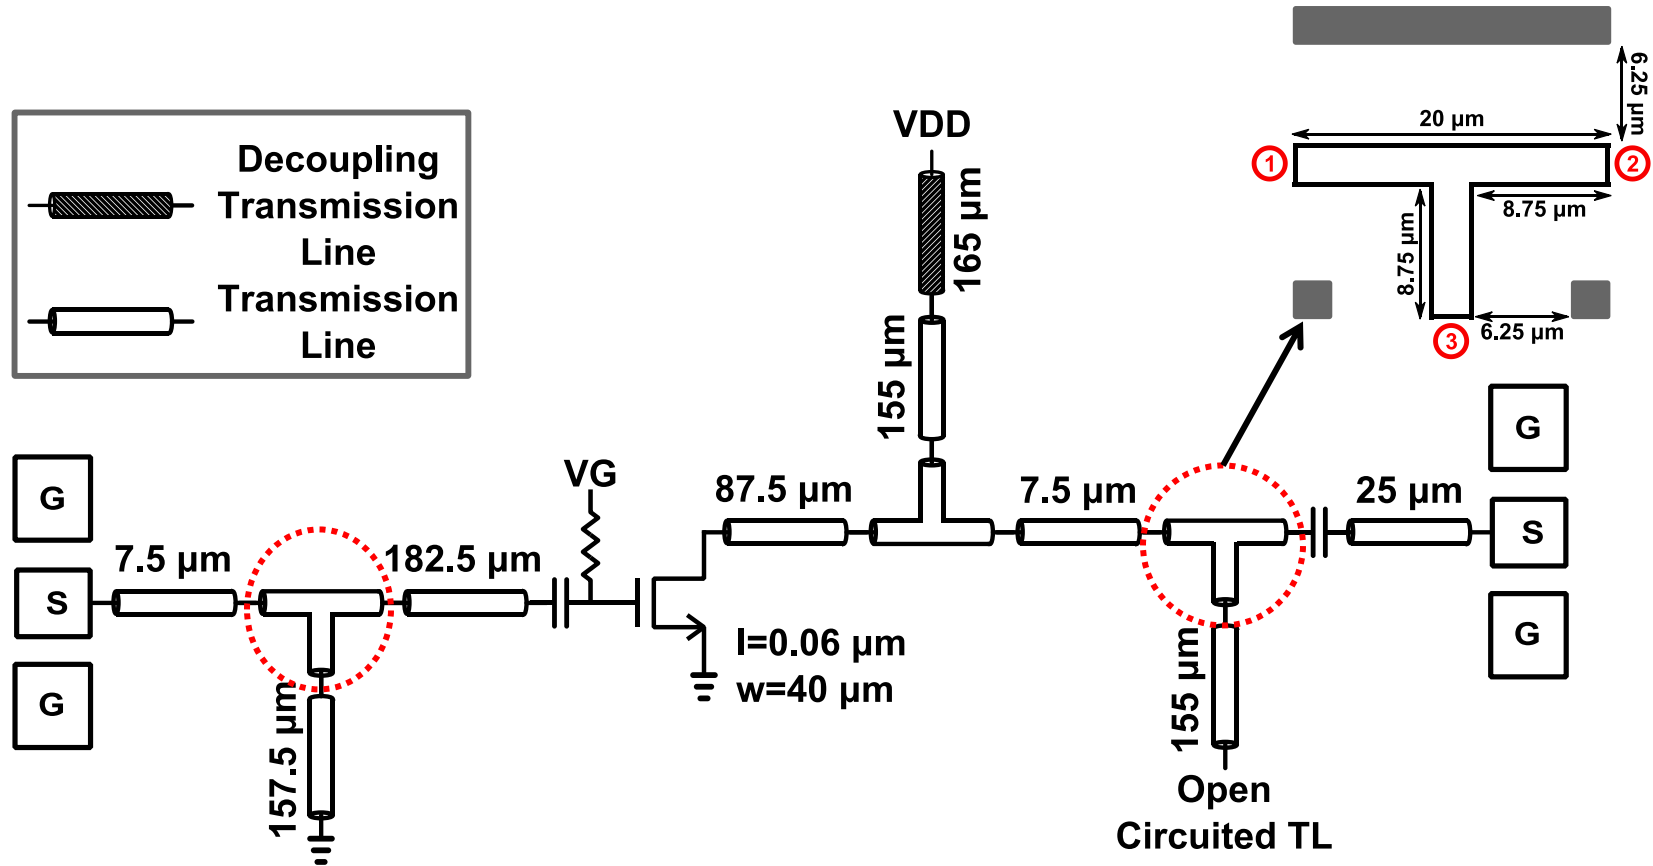 6.25 µm
20 µm
1
2
8.75 µm
8.75 µm
6.25 µm
3
Decoupling
Transmission
Line
Transmission
Line
VDD
165 µm
155 µm
G
S
G
7.5 µm
182.5 µm
157.5 µm
VG
l=0.06 µm
w=40 µm
87.5 µm
7.5 µm
25 µm
155 µm
Open
Circuited TL
G
S
G